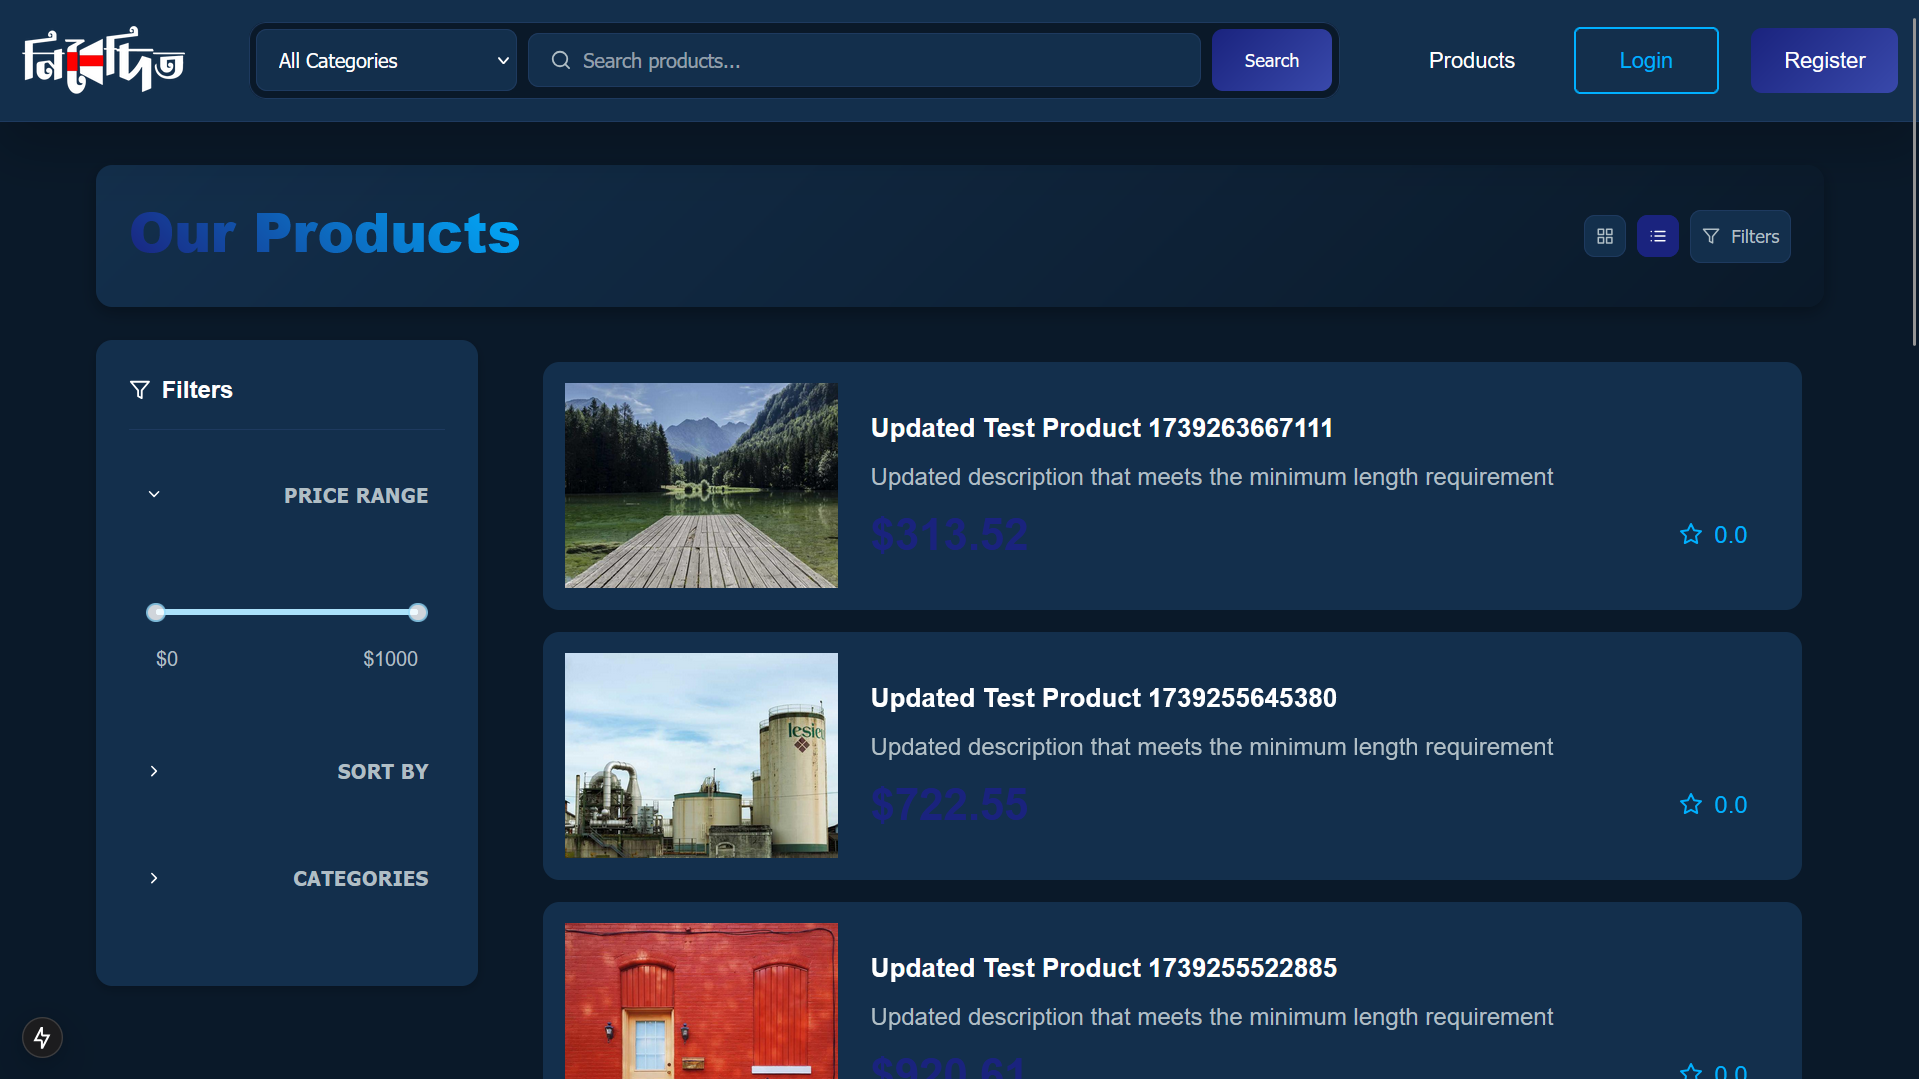 নিবেদিত
All Categories
Search products...
Search
Products
Login
Register
Our Products
Filters
Filters
PRICE RANGE
$0
$1000
SORT BY
CATEGORIES
Updated Test Product 1739263667111
Updated description that meets the minimum length requirement
$313.52
0.0
lesieu
Updated Test Product 1739255645380
Updated description that meets the minimum length requirement
$722.55
0.0
Updated Test Product 1739255522885
Updated description that meets the minimum length requirement
$920.61
0.0